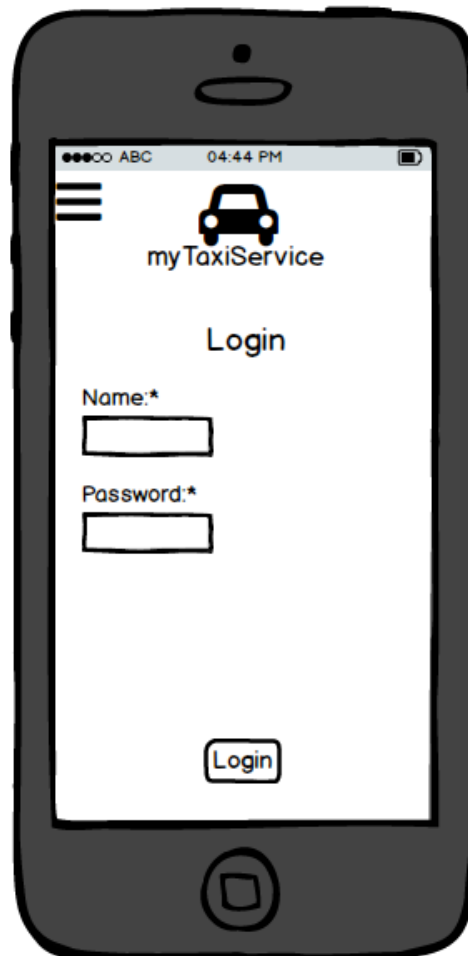 ABC 04:44 PM
myTaxiService
Login
Name:*
Password:*
Login